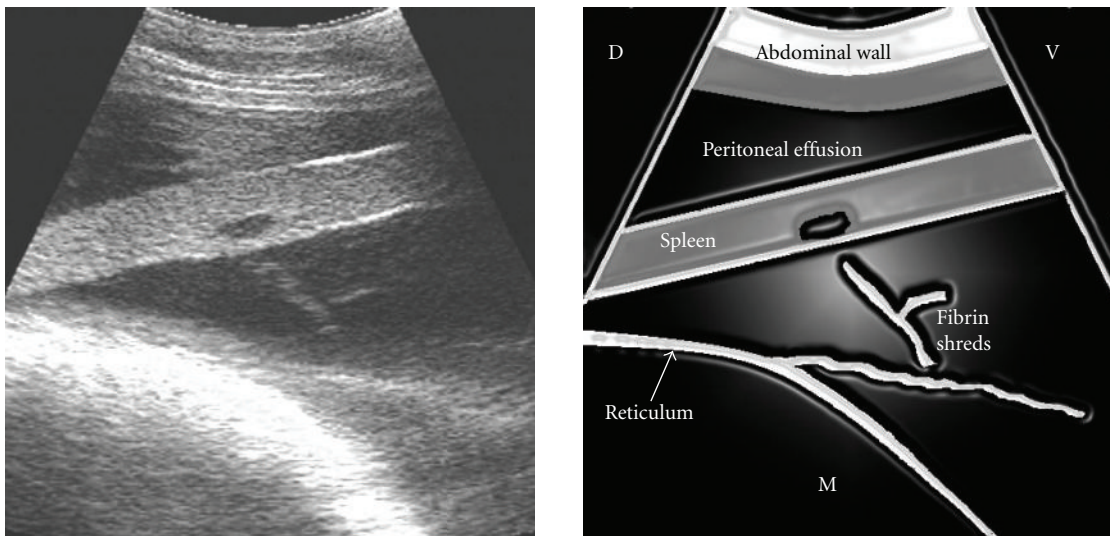 D
V
Abdominal wall
Peritoneal effusion
Spleen
Fibrin
shreds
Reticulum
M